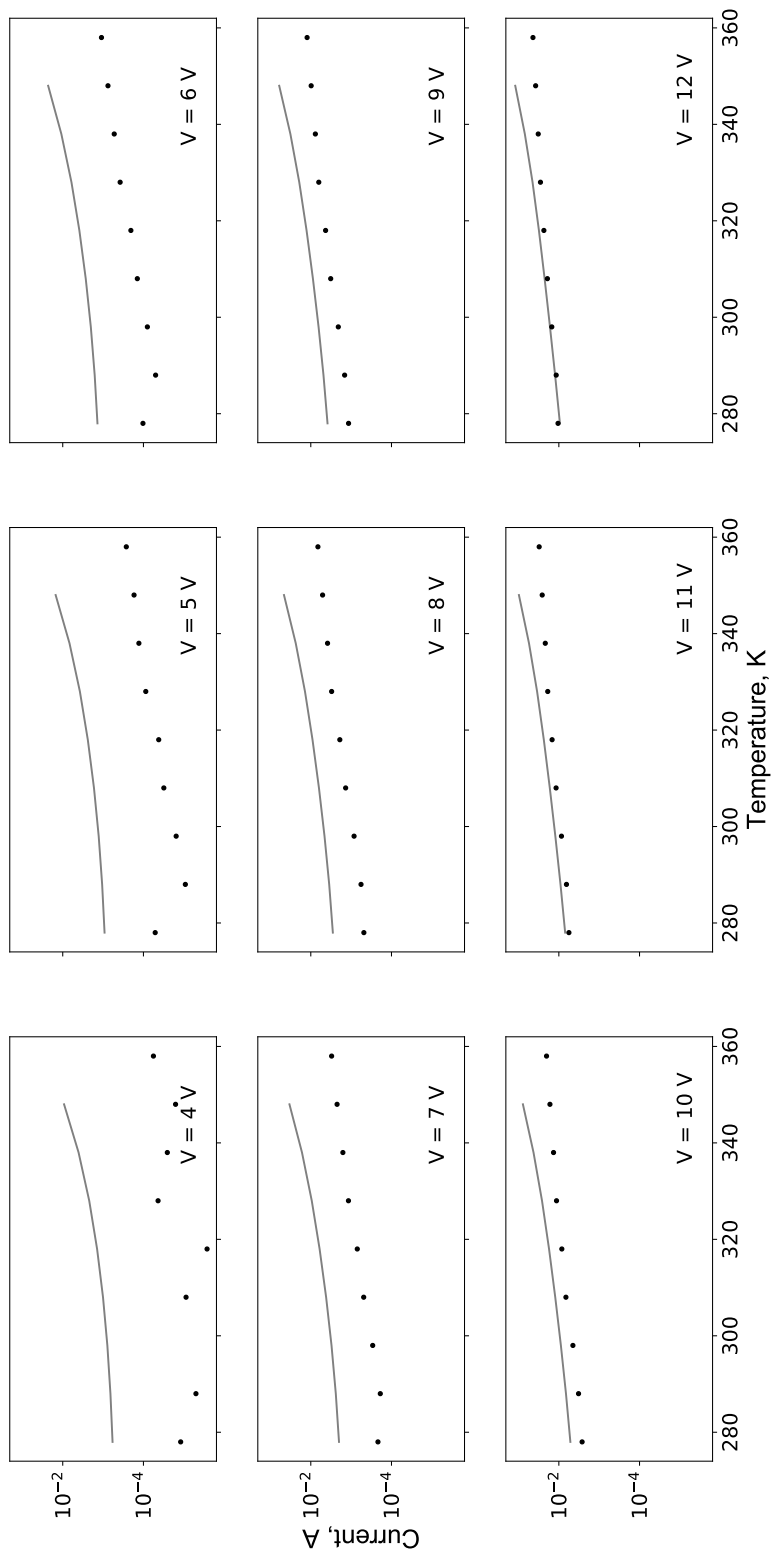 V = 4 V
V = 5 V
V = 6 V
10⁻²
10⁻⁴
V = 7 V
V = 8 V
V = 9 V
10⁻²
10⁻⁴
V = 10 V
V = 11 V
V = 12 V
10⁻²
10⁻⁴
280 300 320 340 360
280 300 320 340 360
280 300 320 340 360
Current, A
Temperature, K